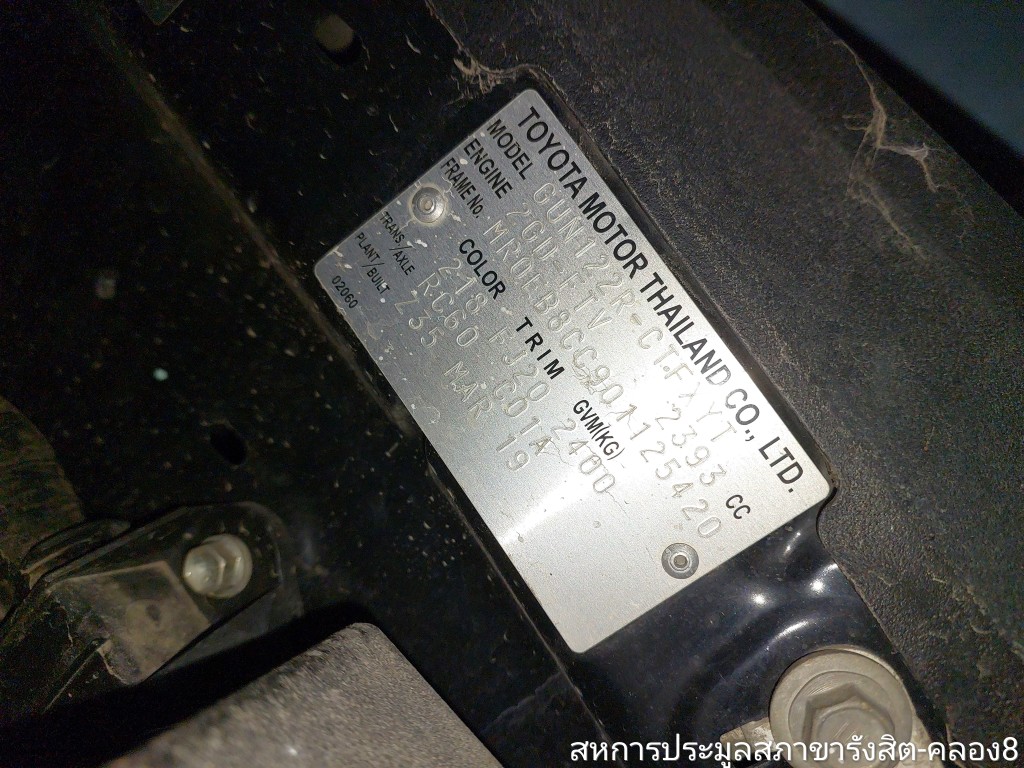 TOYOTA MOTOR THAILAND CO., LTD.
MODEL GUN122R-CTFXYT
ENGINE 2GD-FTV 2393 CC
FRAME No. MR0EB8CC901125420
COLOR TRIM GVM(KG)
218 FJ20 2400
TRANS/AXLE RC60 C01A
PLANT/BUILT Z35 MAR 19
02060
สหการประมูลสภาขารังสิต-คลอง8